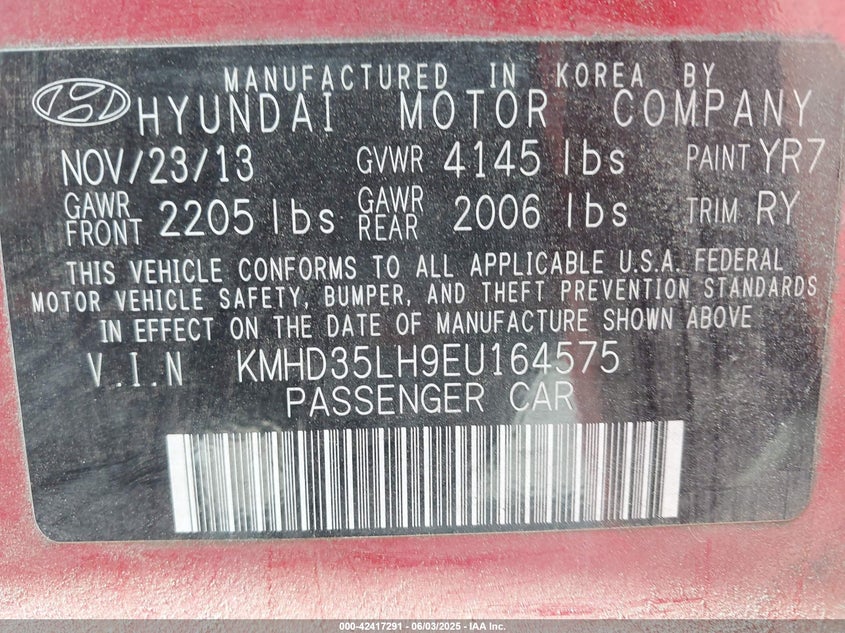 MANUFACTURED IN KOREA BY
HYUNDAI MOTOR COMPANY
NOV/23/13 GVWR 4145 lbs PAINT YR7
GAWR FRONT 2205 lbs GAWR REAR 2006 lbs TRIM RY
THIS VEHICLE CONFORMS TO ALL APPLICABLE U.S.A. FEDERAL
MOTOR VEHICLE SAFETY, BUMPER, AND THEFT PREVENTION STANDARDS
IN EFFECT ON THE DATE OF MANUFACTURE SHOWN ABOVE
V.I.N KMHD35LH9EU164575
PASSENGER CAR
000-42417291 - 06/03/2025 - IAA Inc.